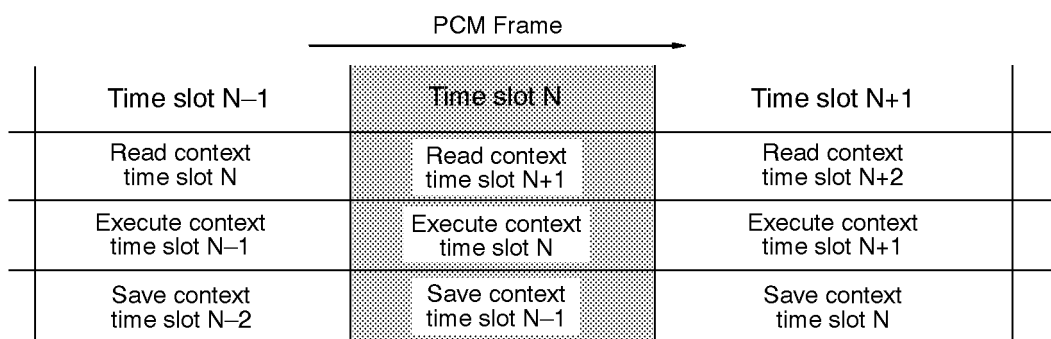 PCM Frame
Time slot N–1
Time slot N
Time slot N+1
Read context
time slot N
Read context
time slot N+1
Read context
time slot N+2
Execute context
time slot N–1
Execute context
time slot N
Execute context
time slot N+1
Save context
time slot N–2
Save context
time slot N–1
Save context
time slot N